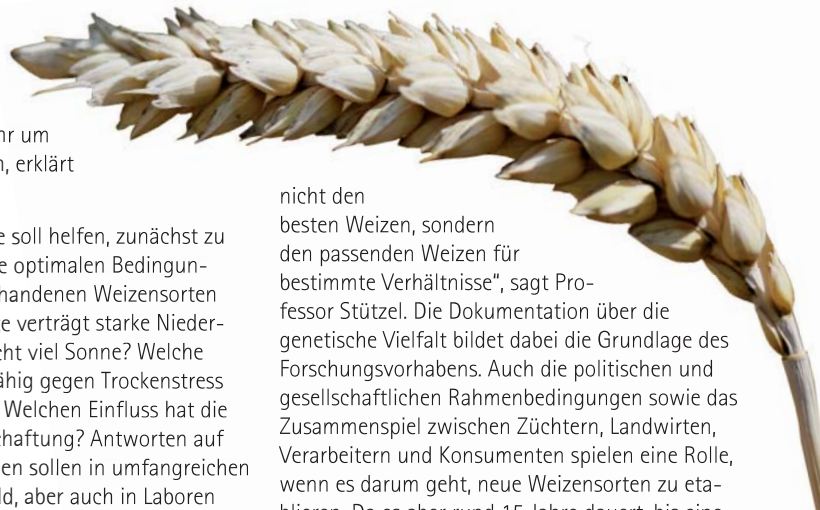 hr um
n, erklärt
e soll helfen, zunächst zu
e optimalen Bedingun-
handenen Weizensorten
te verträgt starke Nieder-
cht viel Sonne? Welche
ähig gegen Trockenstress
Welchen Einfluss hat die
chaftung? Antworten auf
en sollen in umfangreichen
ld, aber auch in Laboren
nicht den
besten Weizen, sondern
den passenden Weizen für
bestimmte Verhältnisse“, sagt Pro-
fessor Stützel. Die Dokumentation über die
genetische Vielfalt bildet dabei die Grundlage des
Forschungsvorhabens. Auch die politischen und
gesellschaftlichen Rahmenbedingungen sowie das
Zusammenspiel zwischen Züchtern, Landwirten,
Verarbeitern und Konsumenten spielen eine Rolle,
wenn es darum geht, neue Weizensorten zu eta-
blieren. Da es aber rund 15 Jahre dauert, bis eine